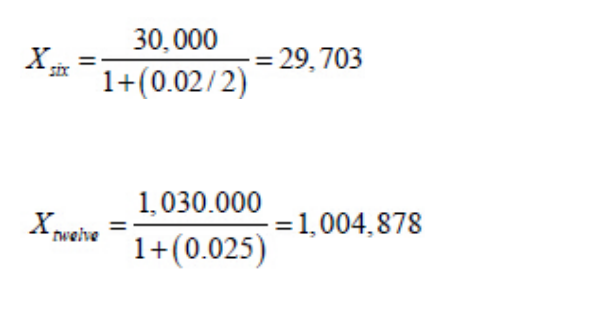 X_six = 30,000 / 1+(0.02/2) = 29,703
X_twelve = 1,030.000 / 1+(0.025) = 1,004,878